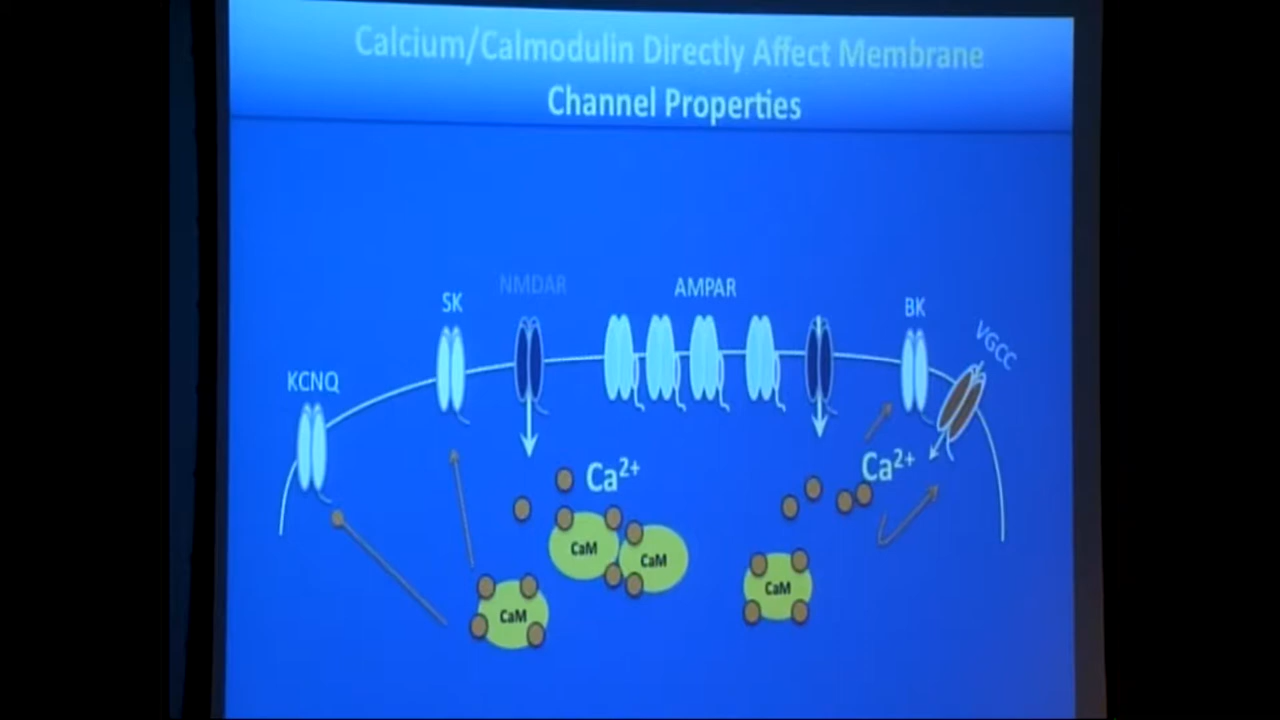 Calcium/Calmodulin Directly Affect Membrane
Channel Properties
NMDAR
AMPAR
SK
BK
VGCC
KCNQ
Ca2+
Ca2+
CaM
CaM
CaM
CaM